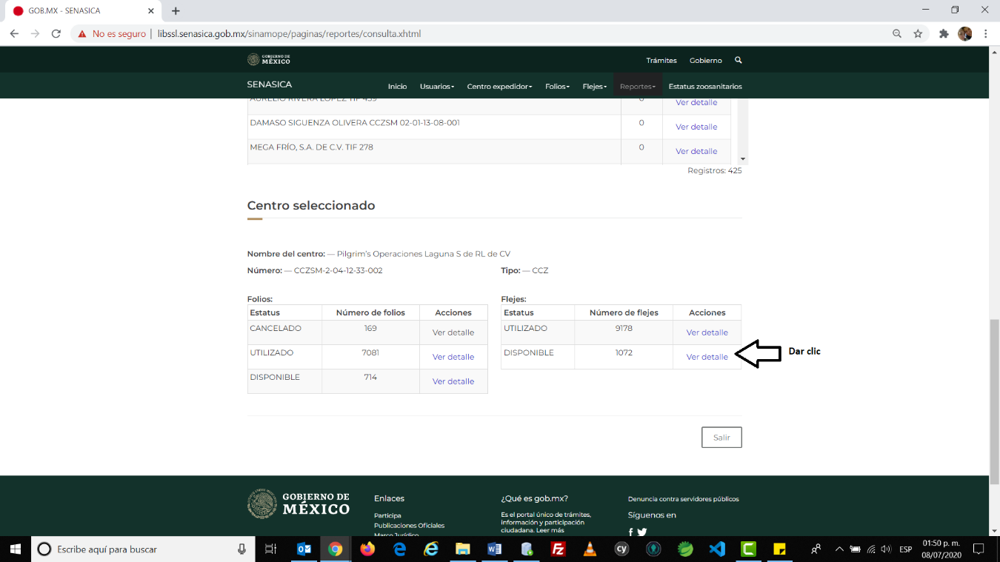 GOB.MX - SENASICA
No es seguro | libssl.senasica.gob.mx/sinamope/paginas/reportes/consulta.xhtml
GOBIERNO DE MÉXICO
Trámites Gobierno
SENASICA Inicio Usuarios Centro expedidor Folios Flejes Reportes Estatus zoosanitarios
AURELIO RIVERA LOPEZ TIF 459 0 Ver detalle
DAMASO SIGUENZA OLIVERA CCZSM 02-01-13-08-001 0 Ver detalle
MEGA FRÍO, S.A. DE C.V. TIF 278 0 Ver detalle
Registros: 425
Centro seleccionado
Nombre del centro: — Pilgrim's Operaciones Laguna S de RL de CV
Número: — CCZSM-2-04-12-33-002 Tipo: — CCZ
Folios:
Estatus Número de folios Acciones
CANCELADO 169 Ver detalle
UTILIZADO 7081 Ver detalle
DISPONIBLE 714 Ver detalle
Flejes:
Estatus Número de flejes Acciones
UTILIZADO 9178 Ver detalle
DISPONIBLE 1072 Ver detalle
Dar clic
Salir
GOBIERNO DE
MÉXICO
Enlaces
Participa
Publicaciones Oficiales
Marco Jurídico
¿Qué es gob.mx?
Es el portal único de trámites,
información y participación
ciudadana. Leer más
Denuncia contra servidores públicos
Síguenos en
Escribe aquí para buscar
cy
ESP
01:50 p. m.
08/07/2020